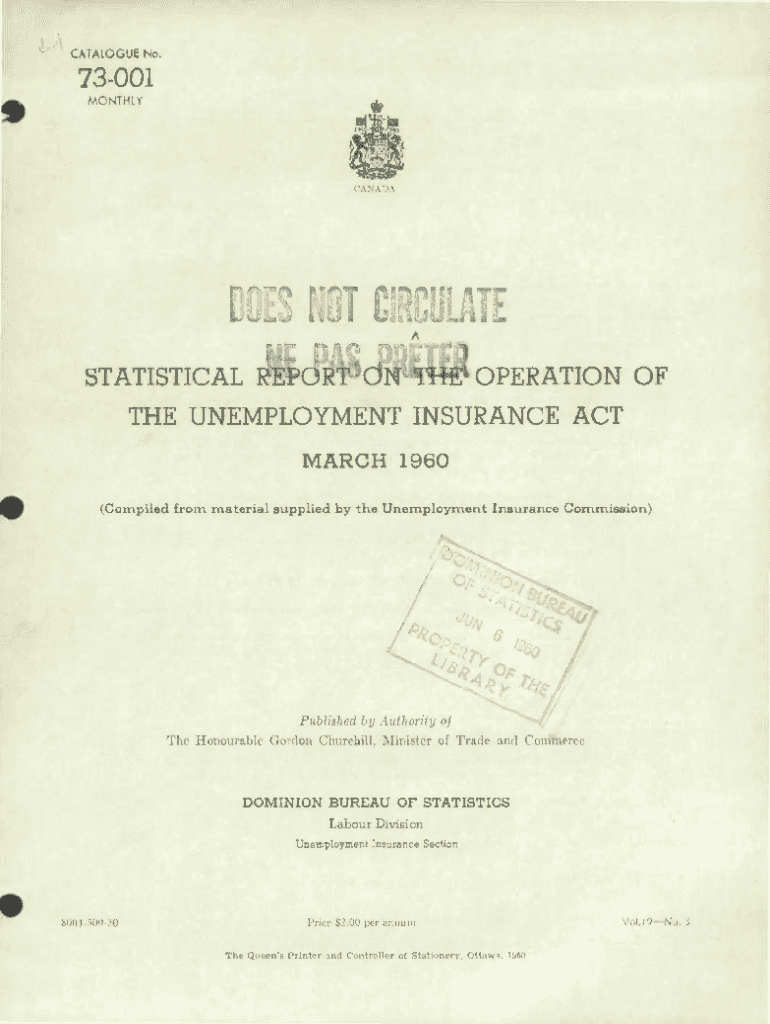 CATALOGUE No.
73-001
MONTHLY
CANADA
DOES NOT CIRCULATE
NE PAS PRÊTER
STATISTICAL REPORT ON THE OPERATION OF
THE UNEMPLOYMENT INSURANCE ACT
MARCH 1960
(Compiled from material supplied by the Unemployment Insurance Commission)
DOMINION BUREAU
OF STATISTICS
JUN 6 1960
PROPERTY OF THE
LIBRARY
Published by Authority of
The Honourable Gordon Churchill, Minister of Trade and Commerce
DOMINION BUREAU OF STATISTICS
Labour Division
Unemployment Insurance Section
Price $2.00 per annum
The Queen's Printer and Controller of Stationery, Ottawa, 1960